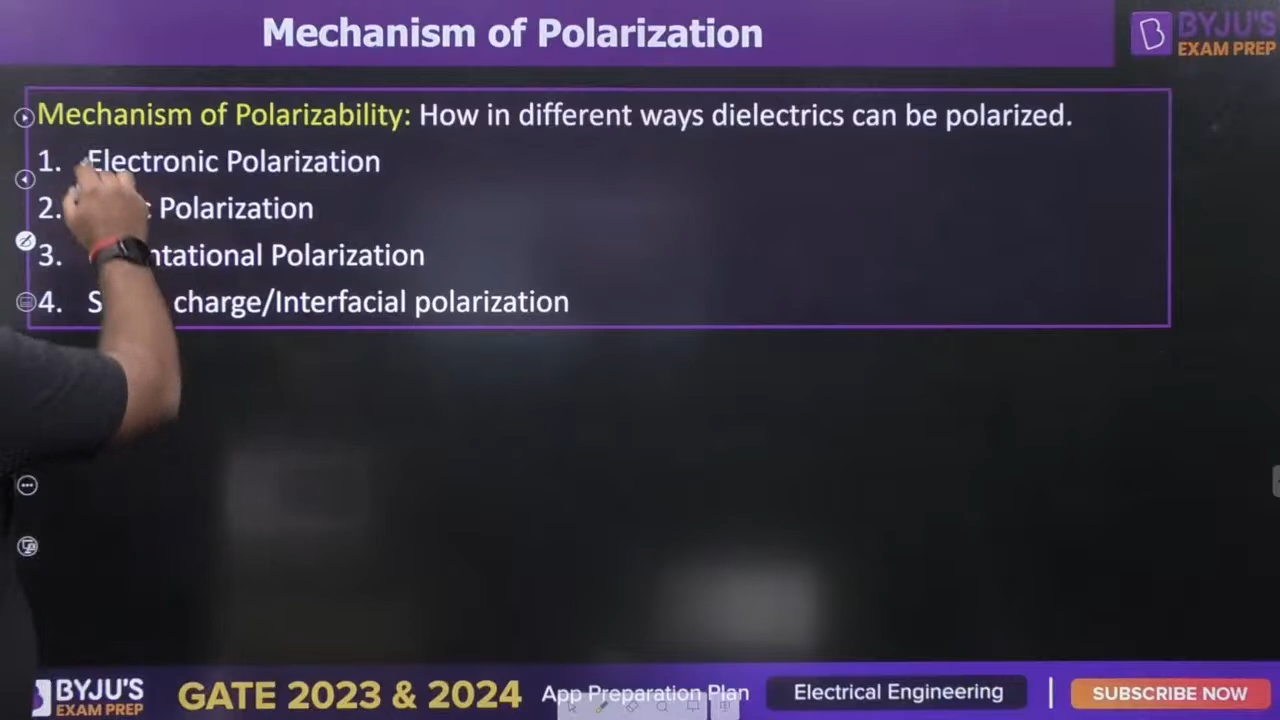 Mechanism of Polarization
BYJU'S
EXAM PREP
Mechanism of Polarizability: How in different ways dielectrics can be polarized.
1. Electronic Polarization
2. Polarization
3. ntational Polarization
4. S charge/Interfacial polarization
BYJU'S
EXAM PREP
GATE 2023 & 2024 App Preparation Plan Electrical Engineering SUBSCRIBE NOW